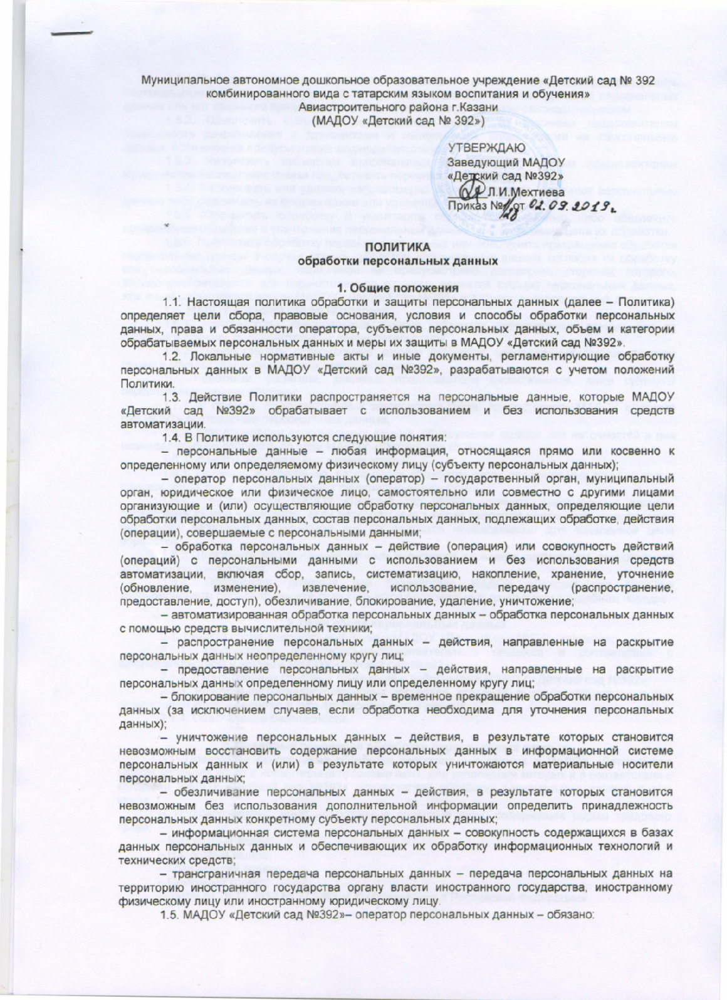 Муниципальное автономное дошкольное образовательное учреждение «Детский сад № 392
комбинированного вида с татарским языком воспитания и обучения»
Авиастроительного района г.Казани
(МАДОУ «Детский сад № 392»)
УТВЕРЖДАЮ
Заведующий МАДОУ
«Детский сад №392»
Л.И.Мехтиева
Приказ № от 02.09.2019г.
ПОЛИТИКА
обработки персональных данных
1. Общие положения
1.1. Настоящая политика обработки и защиты персональных данных (далее – Политика)
определяет цели сбора, правовые основания, условия и способы обработки персональных
данных, права и обязанности оператора, субъектов персональных данных, объем и категории
обрабатываемых персональных данных и меры их защиты в МАДОУ «Детский сад №392».
1.2. Локальные нормативные акты и иные документы, регламентирующие обработку
персональных данных в МАДОУ «Детский сад №392», разрабатываются с учетом положений
Политики.
1.3. Действие Политики распространяется на персональные данные, которые МАДОУ
«Детский сад №392» обрабатывает с использованием и без использования средств
автоматизации.
1.4. В Политике используются следующие понятия:
– персональные данные – любая информация, относящаяся прямо или косвенно к
определенному или определяемому физическому лицу (субъекту персональных данных);
– оператор персональных данных (оператор) – государственный орган, муниципальный
орган, юридическое или физическое лицо, самостоятельно или совместно с другими лицами
организующие и (или) осуществляющие обработку персональных данных, определяющие цели
обработки персональных данных, состав персональных данных, подлежащих обработке, действия
(операции), совершаемые с персональными данными;
– обработка персональных данных – действие (операция) или совокупность действий
(операций) с персональными данными с использованием и без использования средств
автоматизации, включая сбор, запись, систематизацию, накопление, хранение, уточнение
(обновление, изменение), извлечение, использование, передачу (распространение,
предоставление, доступ), обезличивание, блокирование, удаление, уничтожение;
– автоматизированная обработка персональных данных – обработка персональных данных
с помощью средств вычислительной техники;
– распространение персональных данных – действия, направленные на раскрытие
персональных данных неопределенному кругу лиц;
– предоставление персональных данных – действия, направленные на раскрытие
персональных данных определенному лицу или определенному кругу лиц;
– блокирование персональных данных – временное прекращение обработки персональных
данных (за исключением случаев, если обработка необходима для уточнения персональных
данных);
– уничтожение персональных данных – действия, в результате которых становится
невозможным восстановить содержание персональных данных в информационной системе
персональных данных и (или) в результате которых уничтожаются материальные носители
персональных данных;
– обезличивание персональных данных – действия, в результате которых становится
невозможным без использования дополнительной информации определить принадлежность
персональных данных конкретному субъекту персональных данных;
– информационная система персональных данных – совокупность содержащихся в базах
данных персональных данных и обеспечивающих их обработку информационных технологий и
технических средств;
– трансграничная передача персональных данных – передача персональных данных на
территорию иностранного государства органу власти иностранного государства, иностранному
физическому лицу или иностранному юридическому лицу.
1.5. МАДОУ «Детский сад №392»– оператор персональных данных – обязано: